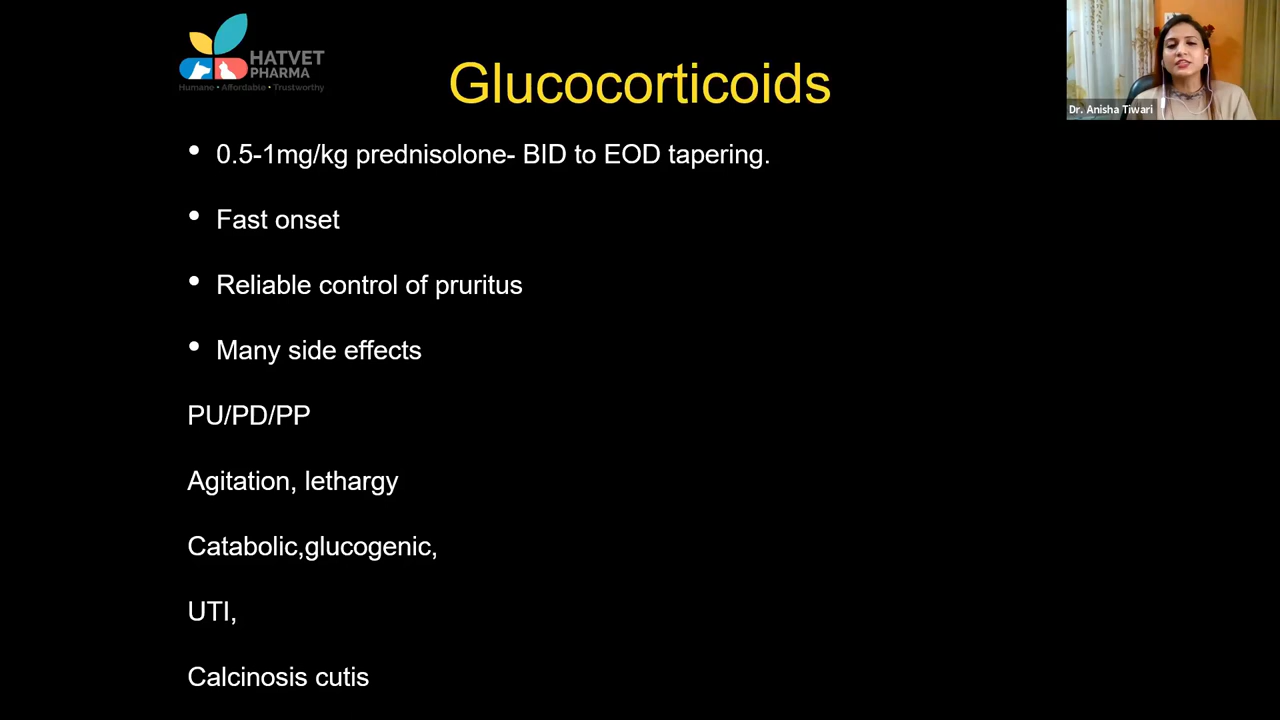 HATVET
PHARMA
Humane • Affordable • Trustworthy
Glucocorticoids
Dr. Anisha Tiwari
• 0.5-1mg/kg prednisolone- BID to EOD tapering.
• Fast onset
• Reliable control of pruritus
• Many side effects
PU/PD/PP
Agitation, lethargy
Catabolic,glucogenic,
UTI,
Calcinosis cutis